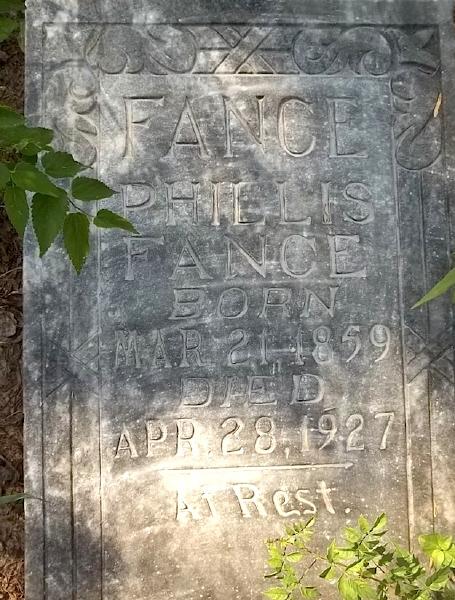 FANCE
PHILLIS
FANCE
BORN
MAR. 21, 1859
DIED
APR. 28, 1927
At Rest.